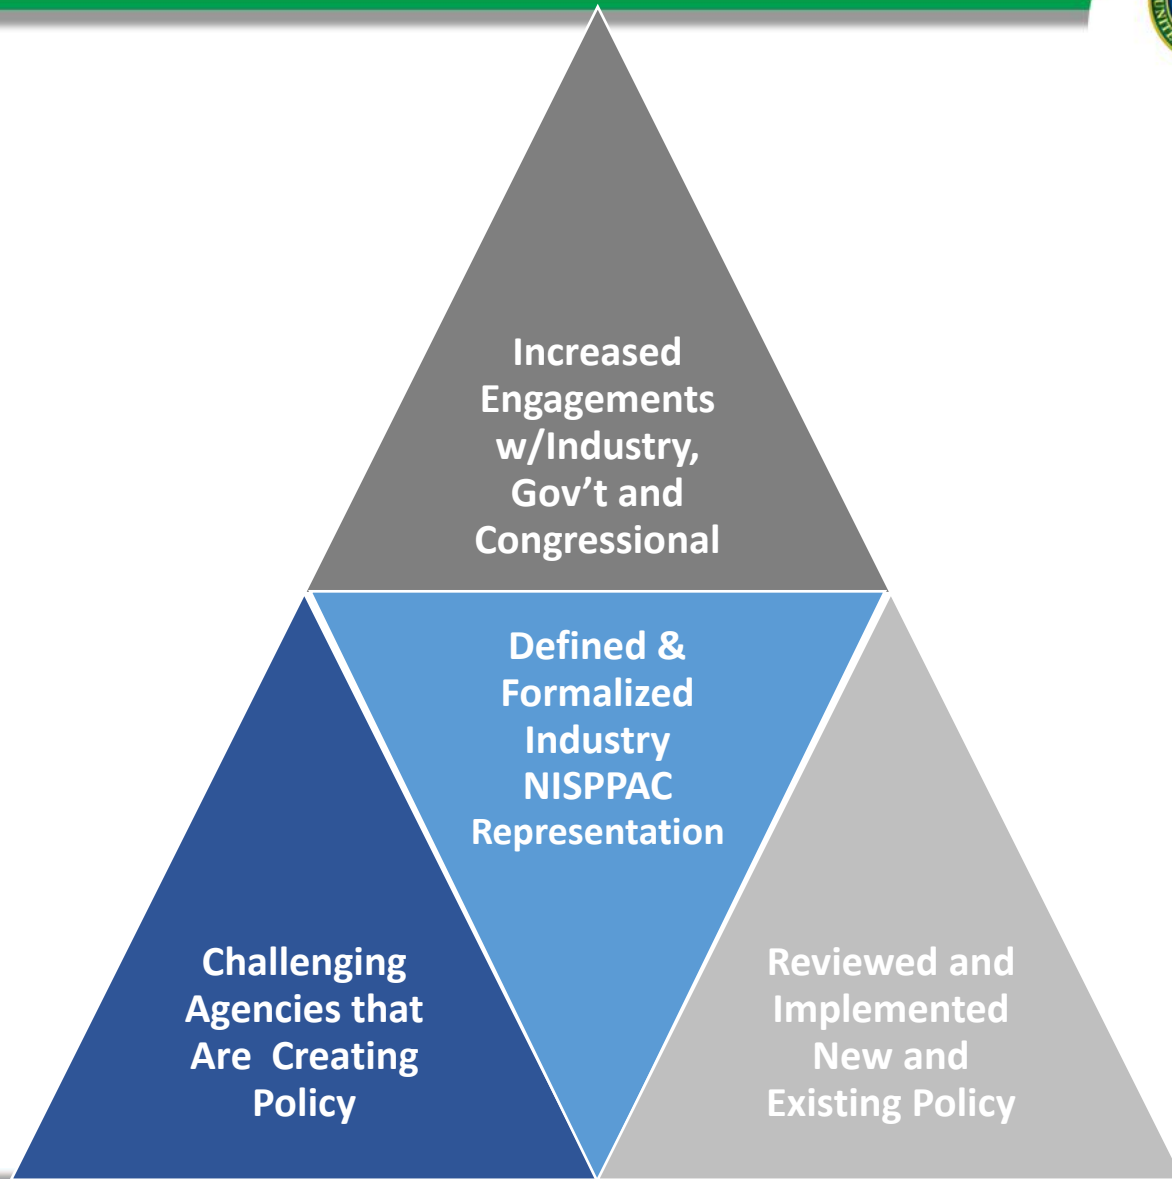 Increased
Engagements
w/Industry,
Gov’t and
Congressional
Defined &
Formalized
Industry
NISPPAC
Representation
Challenging
Agencies that
Are  Creating
Policy
Reviewed and
Implemented
New and
Existing Policy